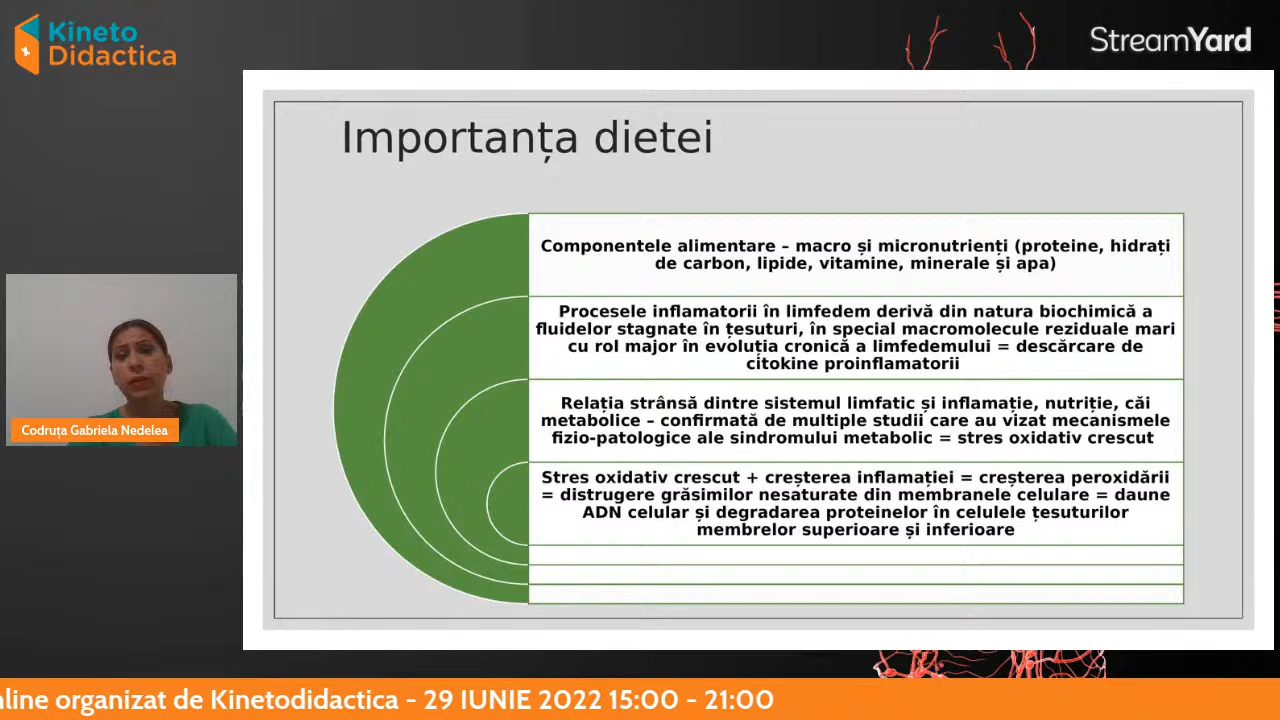 Kineto
Didactica
StreamYard
Importanța dietei
Componentele alimentare – macro și micronutrienți (proteine, hidrați
de carbon, lipide, vitamine, minerale și apa)
Procesele inflamatorii în limfedem derivă din natura biochimică a
fluidelor stagnate în țesuturi, în special macromolecule reziduale mari
cu rol major în evoluția cronică a limfedemului = descărcare de
citokine proinflamatorii
Relația strânsă dintre sistemul limfatic și inflamație, nutriție, căi
metabolice – confirmată de multiple studii care au vizat mecanismele
fizio-patologice ale sindromului metabolic = stres oxidativ crescut
Stres oxidativ crescut + creșterea inflamației = creșterea peroxidării
= distrugere grăsimilor nesaturate din membranele celulare = daune
ADN celular și degradarea proteinelor în celulele țesuturilor
membrelor superioare și inferioare
Codruța Gabriela Nedelea
nline organizat de Kinetodidactica - 29 IUNIE 2022 15:00 - 21:00